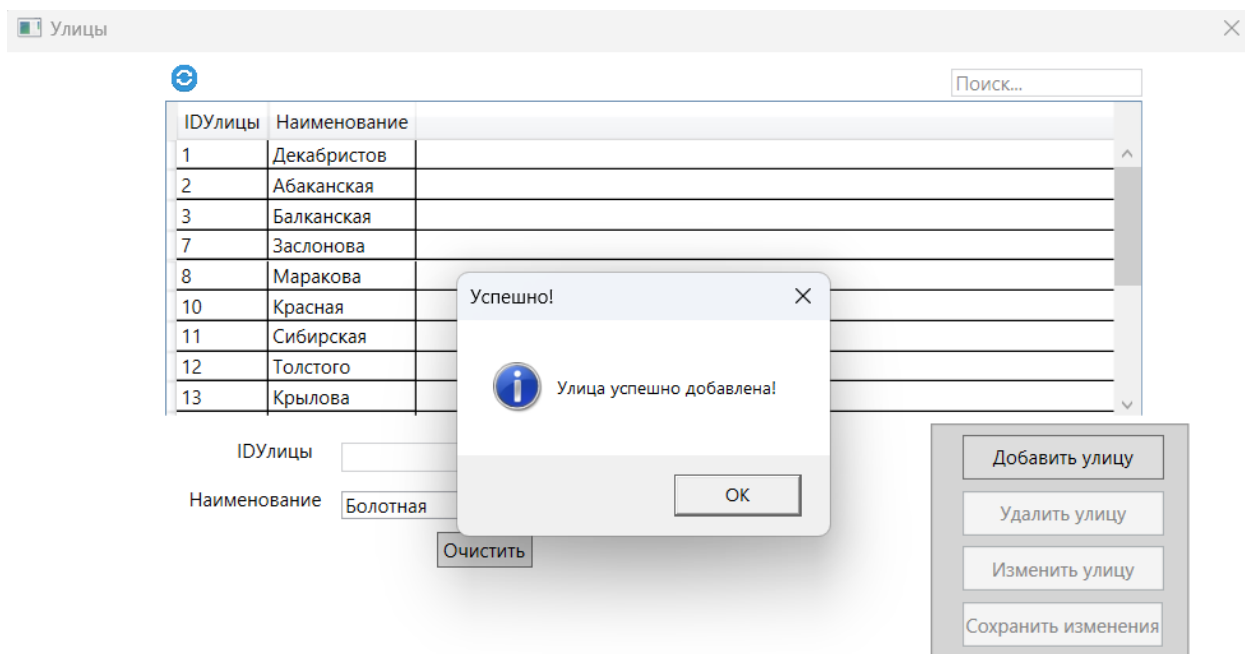 Улицы
Поиск...
IDУлицы Наименование
1 Декабристов
2 Абаканская
3 Балканская
7 Заслонова
8 Маракова
10 Красная
11 Сибирская
12 Толстого
13 Крылова
Успешно!
Улица успешно добавлена!
OK
IDУлицы
Наименование Болотная
Очистить
Добавить улицу
Удалить улицу
Изменить улицу
Сохранить изменения